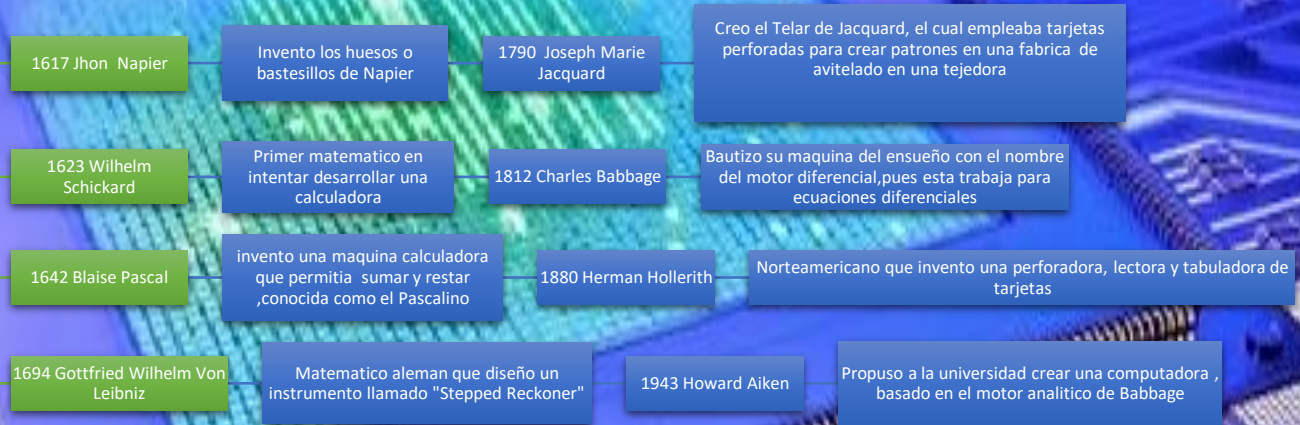 1617 Jhon  Napier
Invento los huesos o
bastesillos de Napier
1790  Joseph Marie
Jacquard
Creo el Telar de Jacquard, el cual empleaba tarjetas
perforadas para crear patrones en una fabrica  de
avitelado en una tejedora
1623 Wilhelm
Schickard
Primer matematico en
intentar desarrollar una
calculadora
1812 Charles Babbage
Bautizo su maquina del ensueño con el nombre
del motor diferencial,pues esta trabaja para
ecuaciones diferenciales
1642 Blaise Pascal
invento una maquina calculadora
que permitia  sumar y restar
,conocida como el Pascalino
1880 Herman Hollerith
Norteamericano que invento una perforadora, lectora y tabuladora de
tarjetas
1694 Gottfried Wilhelm Von
Leibniz
Matematico aleman que diseño un
instrumento llamado "Stepped Reckoner"
1943 Howard Aiken
Propuso a la universidad crear una computadora ,
basado en el motor analitico de Babbage